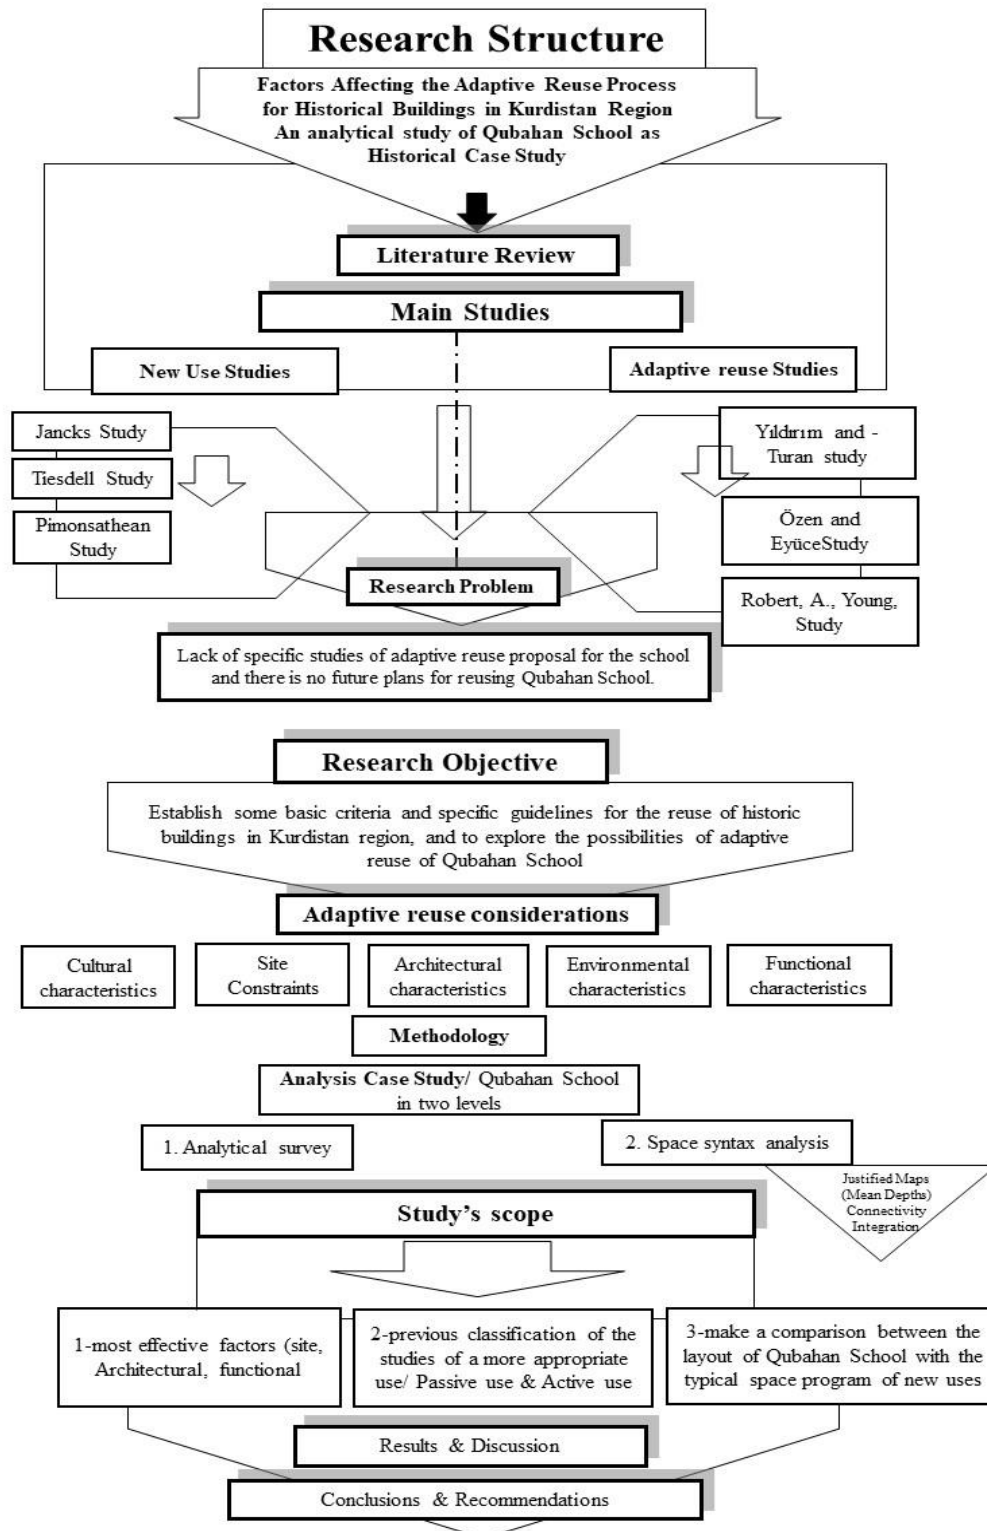 Research Structure
Factors Affecting the Adaptive Reuse Process
for Historical Buildings in Kurdistan Region
An analytical study of Qubahan School as
Historical Case Study
Literature Review
Main Studies
New Use Studies
Adaptive reuse Studies
Jancks Study
Tiesdell Study
Pimonsathean
Study
Yıldırım and -
Turan study
Özen and
EyüceStudy
Robert, A., Young,
Study
Research Problem
Lack of specific studies of adaptive reuse proposal for the school
and there is no future plans for reusing Qubahan School.
Research Objective
Establish some basic criteria and specific guidelines for the reuse of historic
buildings in Kurdistan region, and to explore the possibilities of adaptive
reuse of Qubahan School
Adaptive reuse considerations
Cultural
characteristics
Site
Constraints
Architectural
characteristics
Environmental
characteristics
Functional
characteristics
Methodology
Analysis Case Study/ Qubahan School
in two levels
1. Analytical survey
2. Space syntax analysis
Justified Maps
(Mean Depths)
Connectivity
Integration
Study’s scope
1-most effective factors (site,
Architectural, functional
2-previous classification of the
studies of a more appropriate
use/ Passive use & Active use
3-make a comparison between the
layout of Qubahan School with the
typical space program of new uses
Results & Discussion
Conclusions & Recommendations